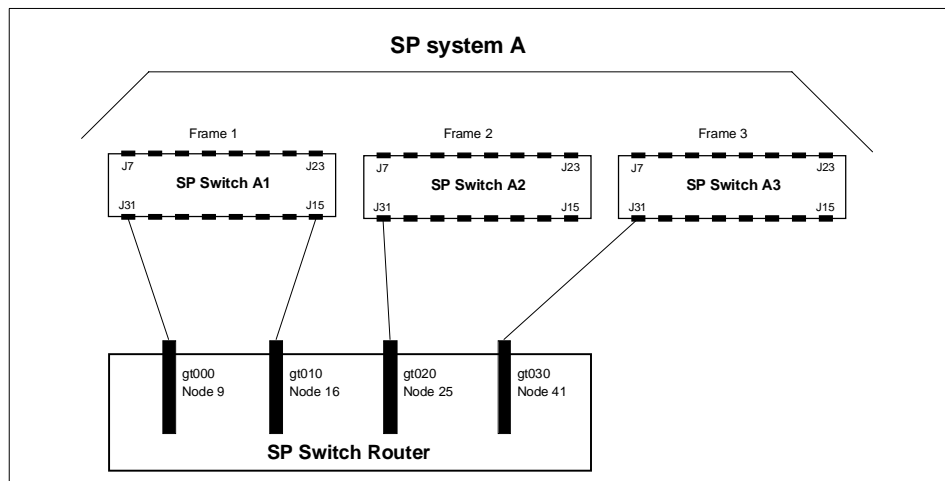 SP system A
Frame 1
Frame 2
Frame 3
J7
J23
SP Switch A1
J31
J15
J7
J23
SP Switch A2
J31
J15
J7
J23
SP Switch A3
J31
J15
gt000
Node 9
gt010
Node 16
gt020
Node 25
gt030
Node 41
SP Switch Router